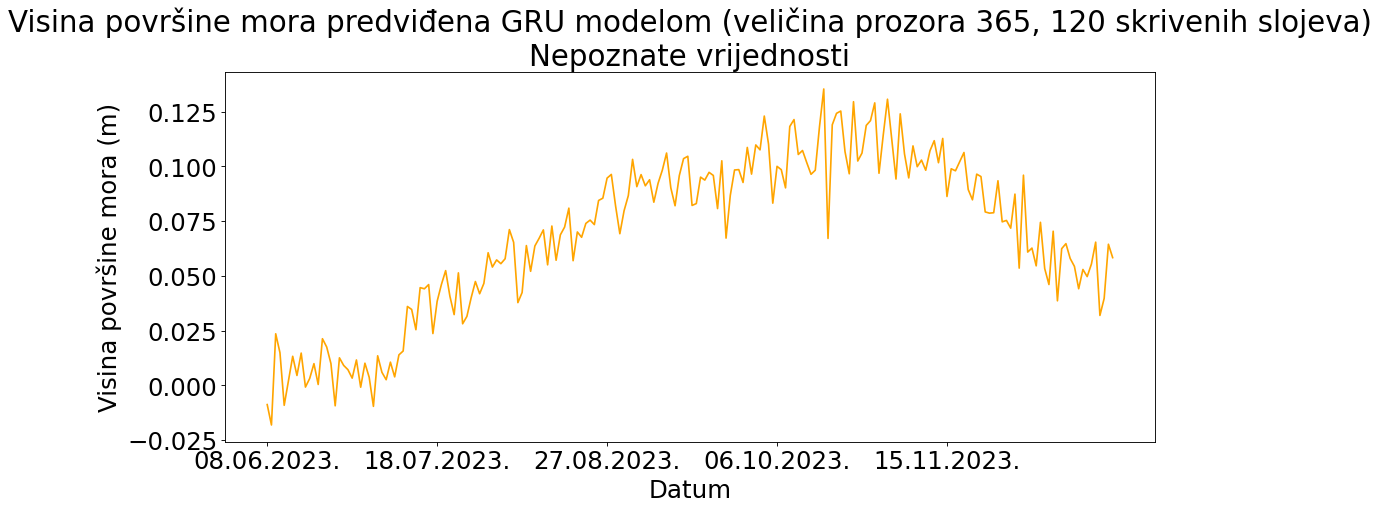 Visina površine mora predviđena GRU modelom (veličina prozora 365, 120 skrivenih slojeva)
Nepoznate vrijednosti
Visina površine mora (m)
0.125
0.100
0.075
0.050
0.025
0.000
−0.025
08.06.2023. 18.07.2023. 27.08.2023. 06.10.2023. 15.11.2023.
Datum